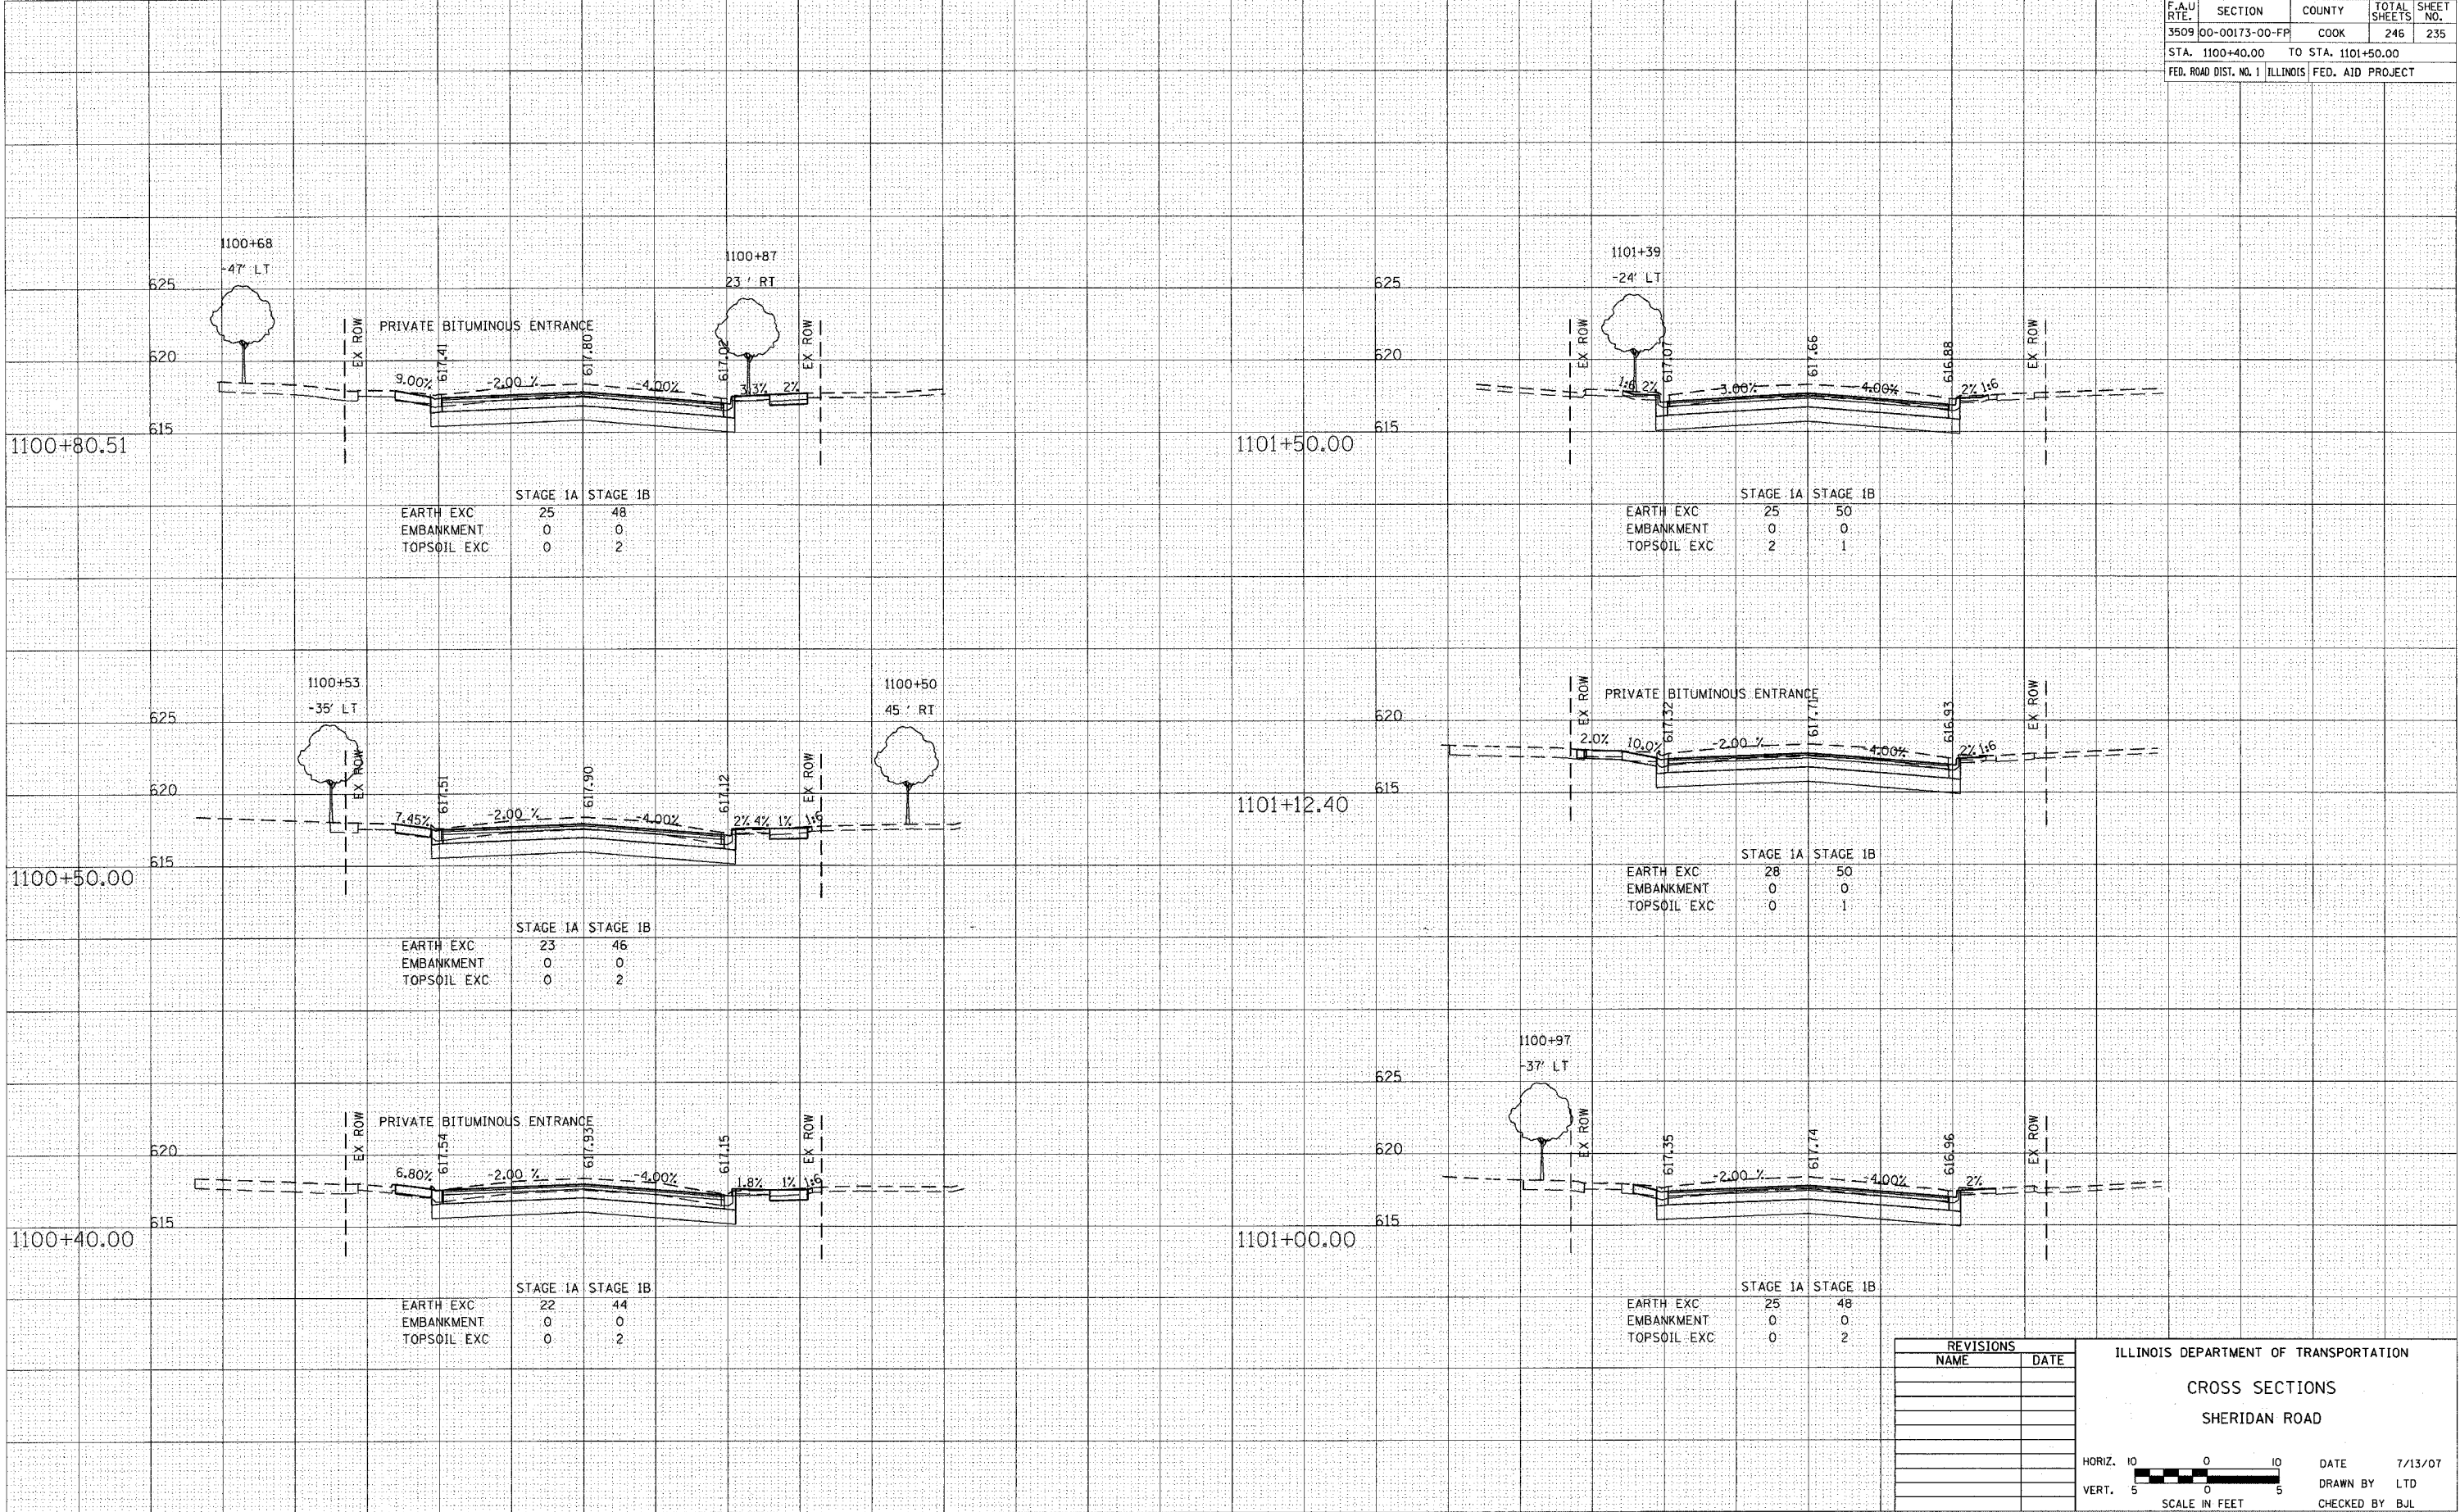 F.A.U RTE. SECTION COUNTY TOTAL SHEETS SHEET NO.
3509 00-00173-00-FP COOK 246 235
STA. 1100+40.00 TO STA. 1101+50.00
FED. ROAD DIST. NO. 1 ILLINOIS FED. AID PROJECT
1100+68
-47' LT
1100+87
23 ' RT
625
EX ROW
PRIVATE BITUMINOUS ENTRANCE
EX ROW
620
617.41
617.80
617.02
9.00% -2.00 % -4.00% 3.3% 2%
615
1100+80.51
STAGE 1A STAGE 1B
EARTH EXC 25 48
EMBANKMENT 0 0
TOPSOIL EXC 0 2
1100+53
-35' LT
1100+50
45 ' RT
625
EX ROW
EX ROW
620
617.51
617.90
617.12
7.45% -2.00 % -4.00% 2% 4% 1% 1:6
615
1100+50.00
STAGE 1A STAGE 1B
EARTH EXC 23 46
EMBANKMENT 0 0
TOPSOIL EXC 0 2
EX ROW
PRIVATE BITUMINOUS ENTRANCE
EX ROW
620
617.54
617.93
617.15
6.80% -2.00 % -4.00% 1.8% 1% 1:6
615
1100+40.00
STAGE 1A STAGE 1B
EARTH EXC 22 44
EMBANKMENT 0 0
TOPSOIL EXC 0 2
1101+39
-24' LT
625
EX ROW
EX ROW
620
617.07
617.66
616.88
1:6 2% 3.00% -4.00% 2% 1:6
615
1101+50.00
STAGE 1A STAGE 1B
EARTH EXC 25 50
EMBANKMENT 0 0
TOPSOIL EXC 2 1
EX ROW
PRIVATE BITUMINOUS ENTRANCE
EX ROW
620
617.32
617.71
616.93
2.0% 10.0% -2.00 % -4.00% 2% 1:6
615
1101+12.40
STAGE 1A STAGE 1B
EARTH EXC 28 50
EMBANKMENT 0 0
TOPSOIL EXC 0 1
1100+97
-37' LT
625
EX ROW
EX ROW
620
617.35
617.74
616.96
-2.00 % -4.00% 2%
615
1101+00.00
STAGE 1A STAGE 1B
EARTH EXC 25 48
EMBANKMENT 0 0
TOPSOIL EXC 0 2
REVISIONS
NAME DATE
ILLINOIS DEPARTMENT OF TRANSPORTATION
CROSS SECTIONS
SHERIDAN ROAD
HORIZ. 10 0 10
VERT. 5 0 5
SCALE IN FEET
DATE 7/13/07
DRAWN BY LTD
CHECKED BY BJL